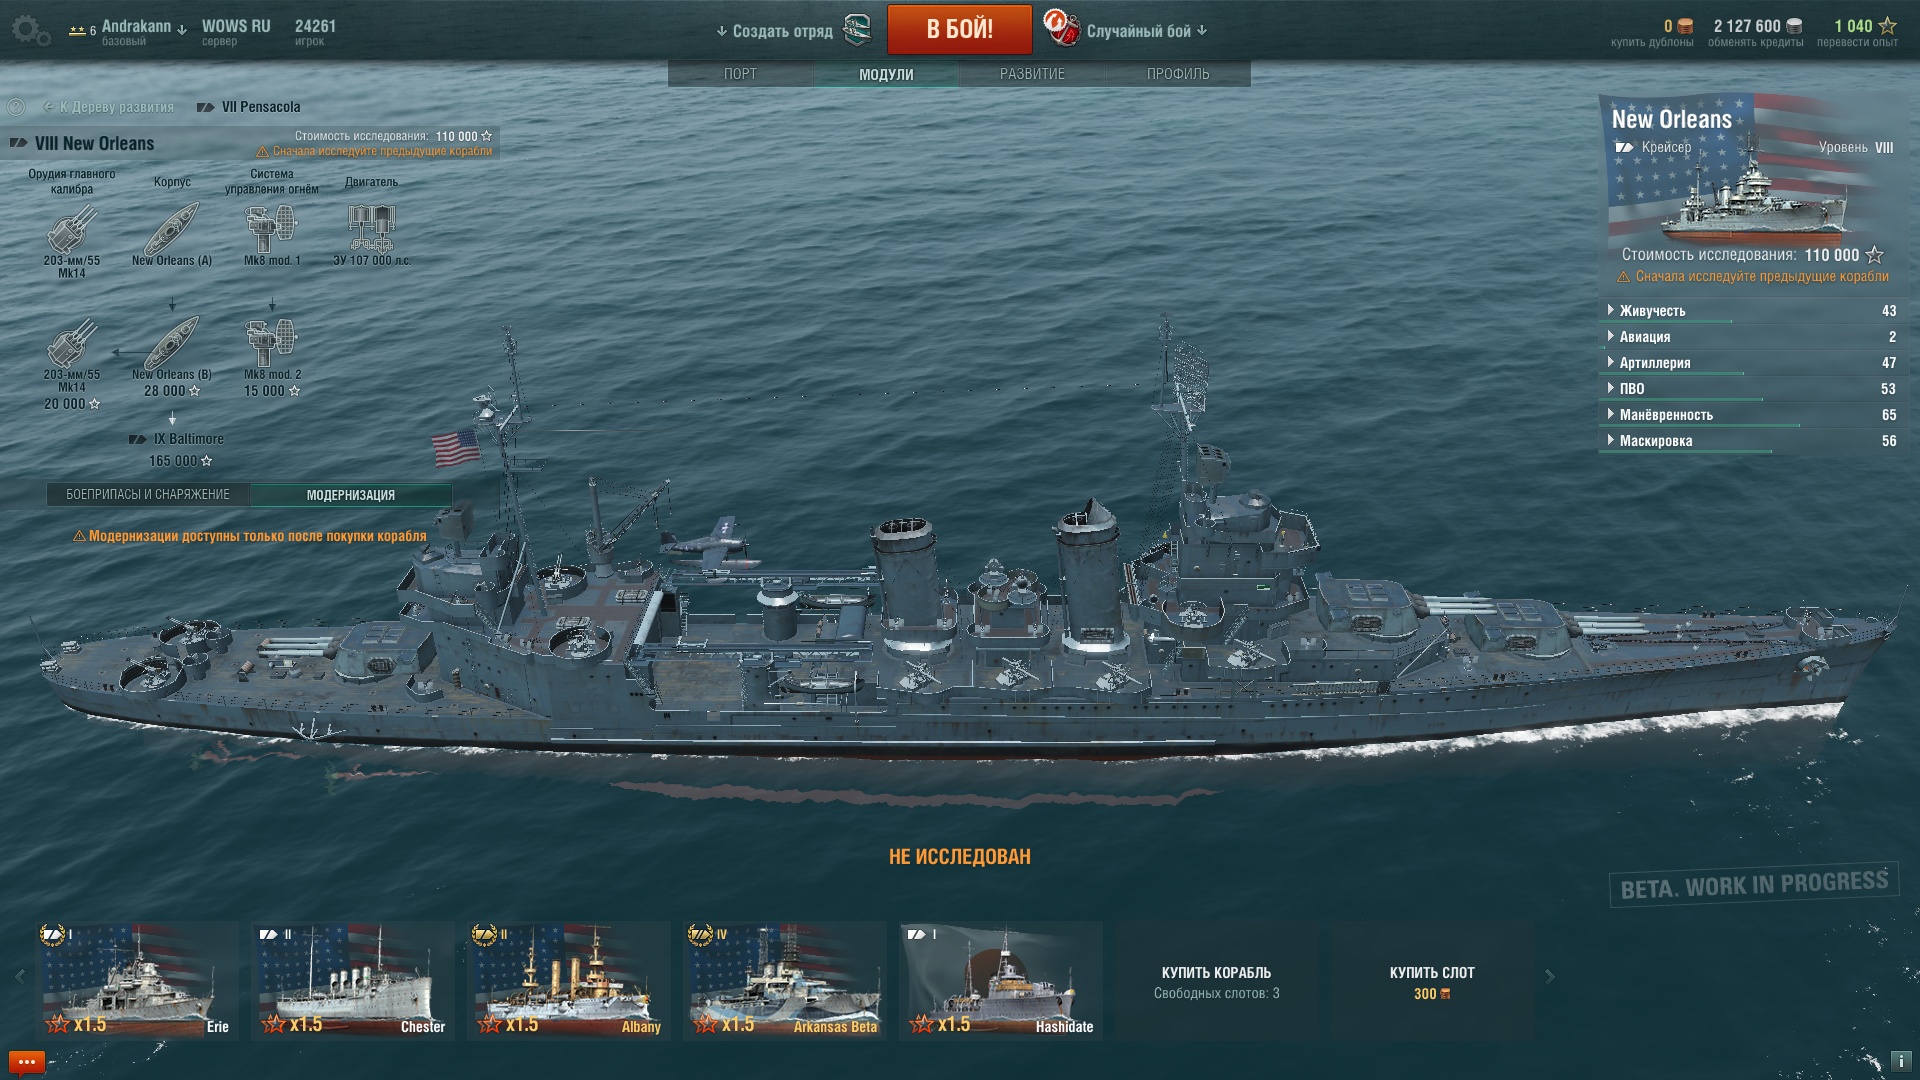 6 Andrakann
базовый
WOWS RU
сервер
24261
игрок
Создать отряд
В БОЙ!
Случайный бой
0
купить дублоны
2 127 600
обменять кредиты
1 040
перевести опыт
ПОРТ
МОДУЛИ
РАЗВИТИЕ
ПРОФИЛЬ
К Дереву развития
VII Pensacola
VIII New Orleans
Стоимость исследования: 110 000
Сначала исследуйте предыдущие корабли
Орудия главного калибра
Корпус
Система управления огнём
Двигатель
203-мм/55 Mk14
New Orleans (A)
Mk8 mod. 1
ЭУ 107 000 л.с.
203-мм/55 Mk14
20 000
New Orleans (B)
28 000
Mk8 mod. 2
15 000
IX Baltimore
165 000
БОЕПРИПАСЫ И СНАРЯЖЕНИЕ
МОДЕРНИЗАЦИЯ
Модернизации доступны только после покупки корабля
New Orleans
Крейсер
Уровень VIII
Стоимость исследования: 110 000
Сначала исследуйте предыдущие корабли
Живучесть 43
Авиация 2
Артиллерия 47
ПВО 53
Манёвренность 65
Маскировка 56
НЕ ИССЛЕДОВАН
BETA. WORK IN PROGRESS
I
x1.5
Erie
II
x1.5
Chester
II
x1.5
Albany
IV
x1.5
Arkansas Beta
I
x1.5
Hashidate
КУПИТЬ КОРАБЛЬ
Свободных слотов: 3
КУПИТЬ СЛОТ
300